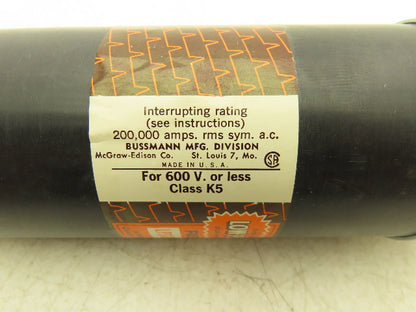 Interrupting rating
(see instructions)
200,000 amps. rms sym. a.c.
BUSSMANN MFG. DIVISION
McGraw-Edison Co. St. Louis 7, Mo.
MADE IN U.S.A.
For 600 V. or less
Class K5